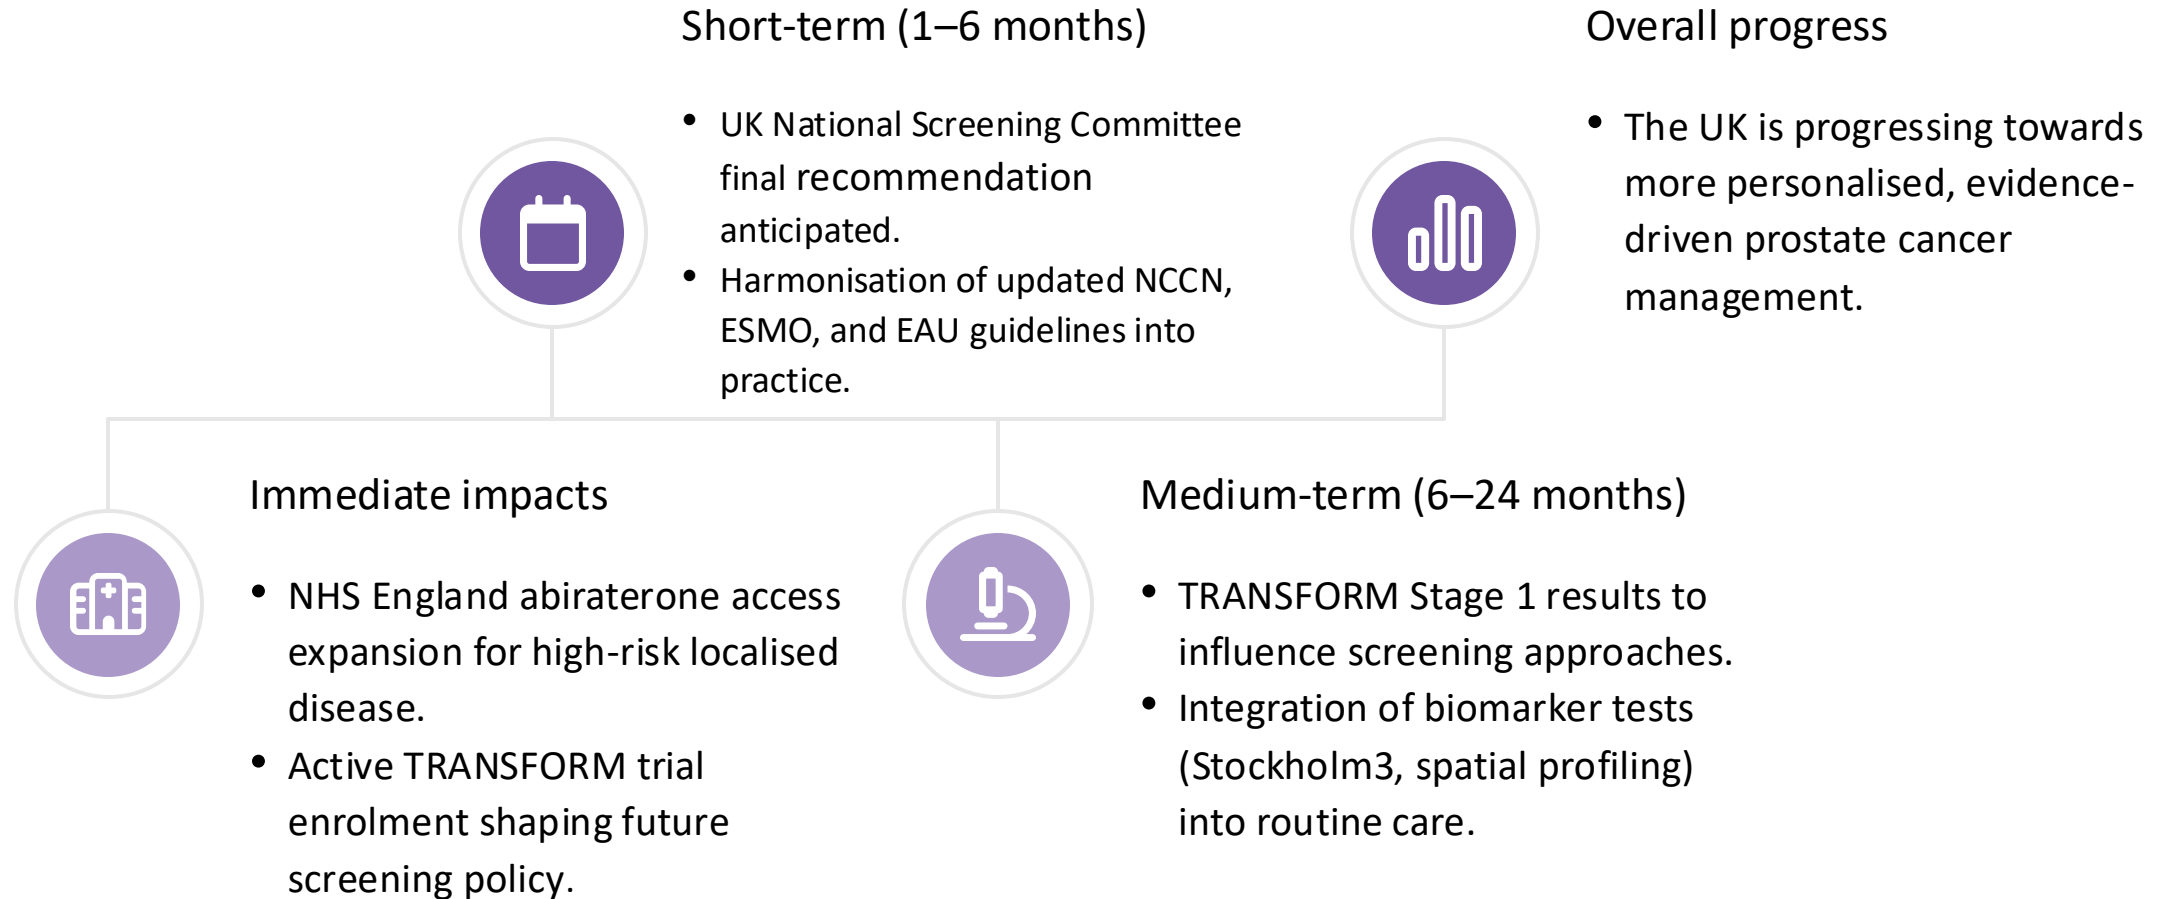 Short-term (1–6 months)
• UK National Screening Committee
final recommendation
anticipated.
• Harmonisation of updated NCCN,
ESMO, and EAU guidelines into
practice.
Overall progress
• The UK is progressing towards
more personalised, evidence-
driven prostate cancer
management.
Immediate impacts
• NHS England abiraterone access
expansion for high-risk localised
disease.
• Active TRANSFORM trial
enrolment shaping future
screening policy.
Medium-term (6–24 months)
• TRANSFORM Stage 1 results to
influence screening approaches.
• Integration of biomarker tests
(Stockholm3, spatial profiling)
into routine care.